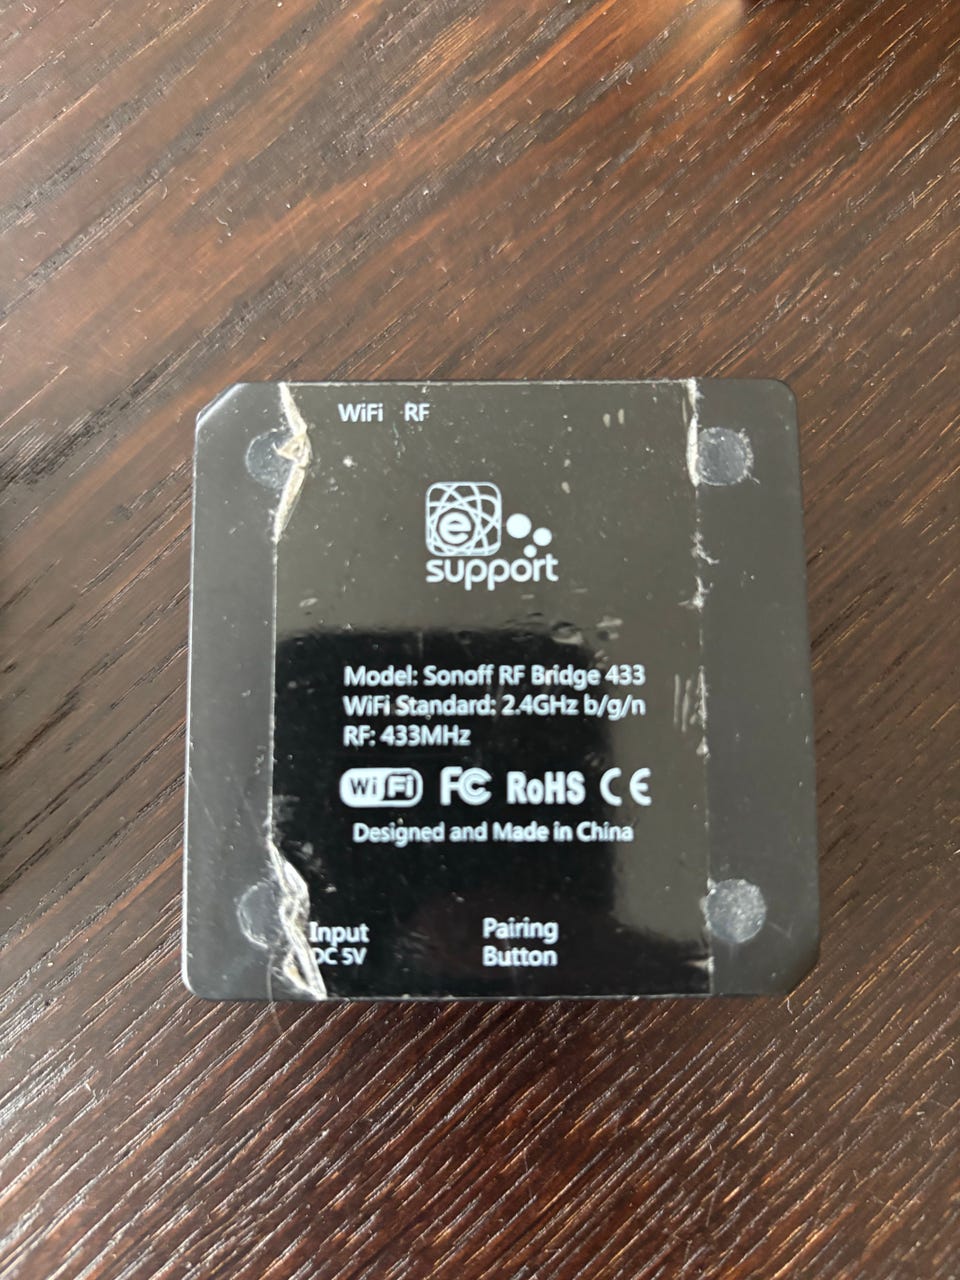 WiFi RF
e
support
Model: Sonoff RF Bridge 433
WiFi Standard: 2.4GHz b/g/n
RF: 433MHz
WiFi FC RoHS CE
Designed and Made in China
Input
DC 5V
Pairing
Button